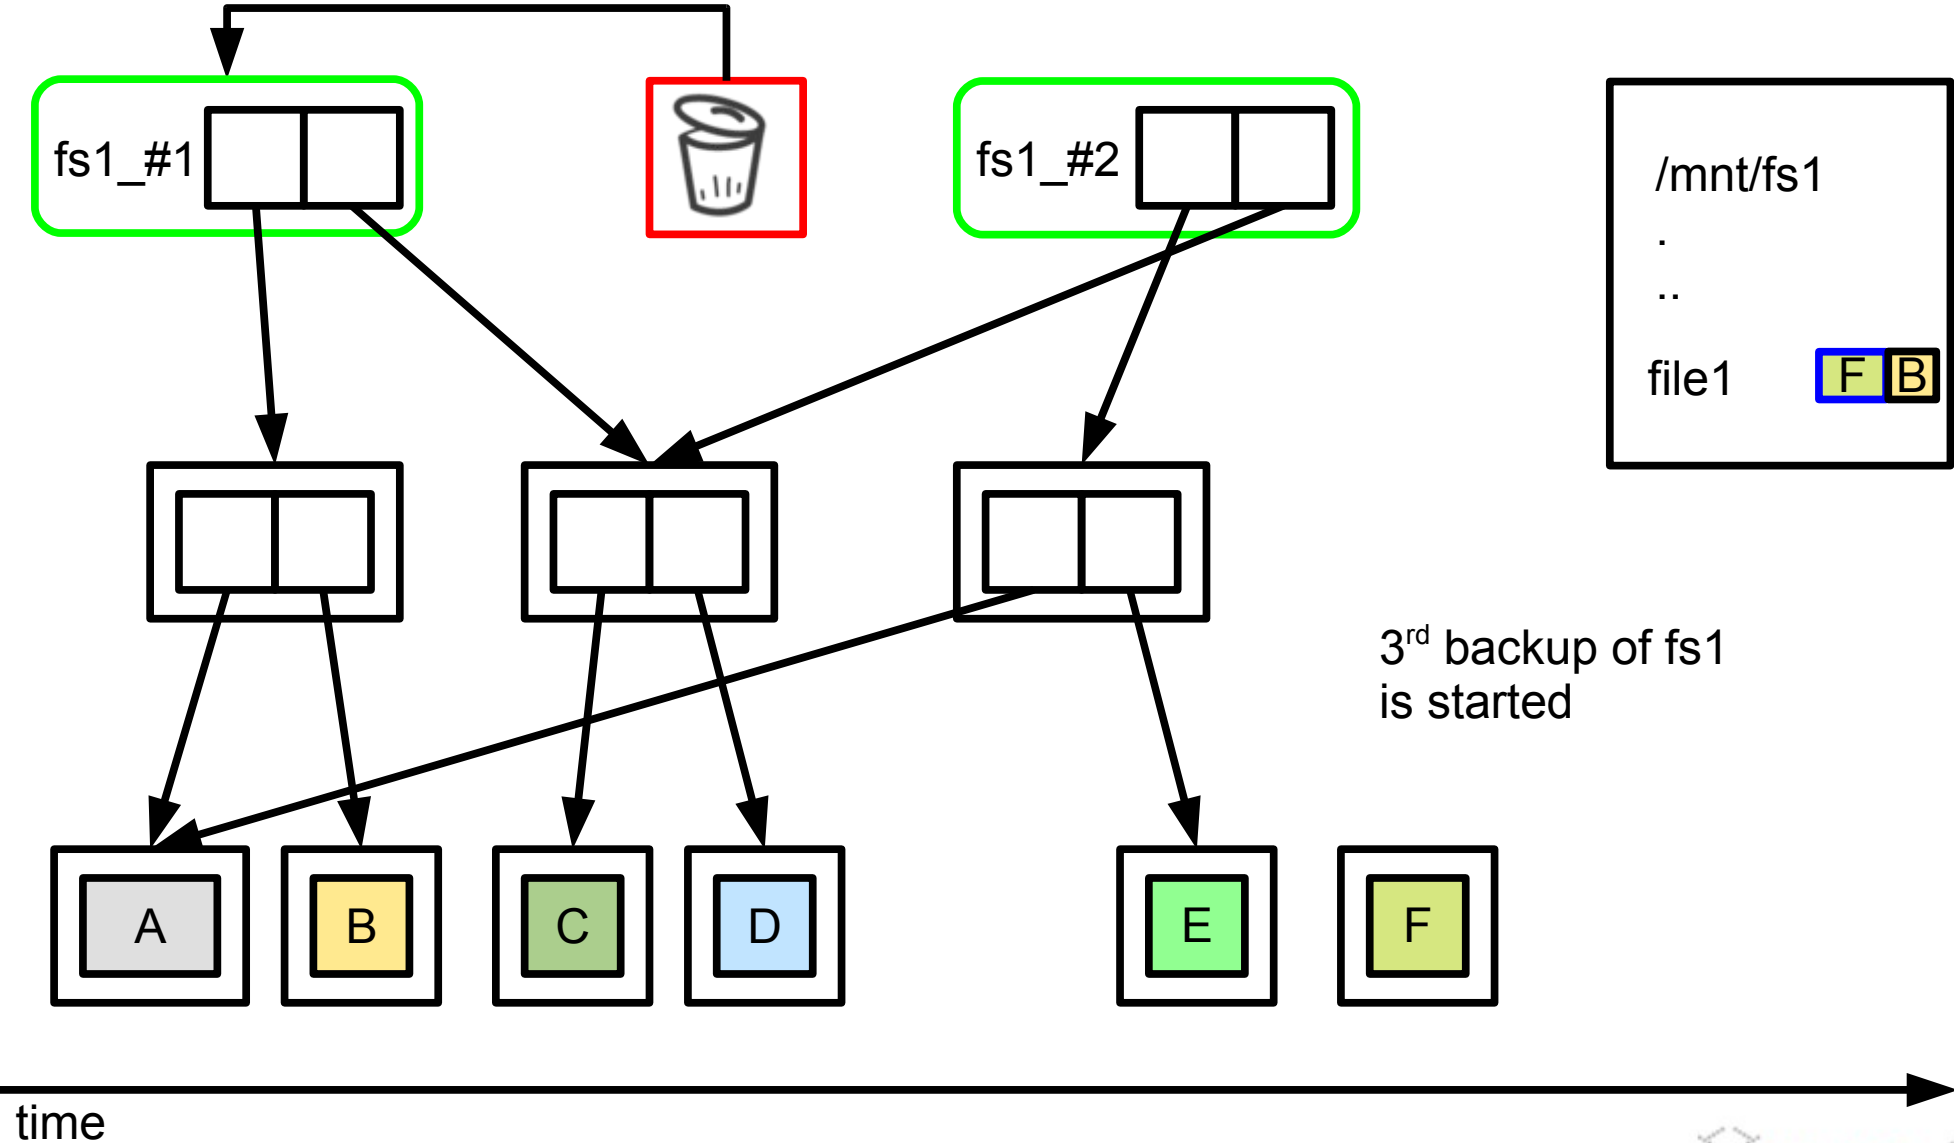 fs1_#1
fs1_#2
/mnt/fs1
.
..
file1 F B
3rd backup of fs1
is started
A B C D E F
time